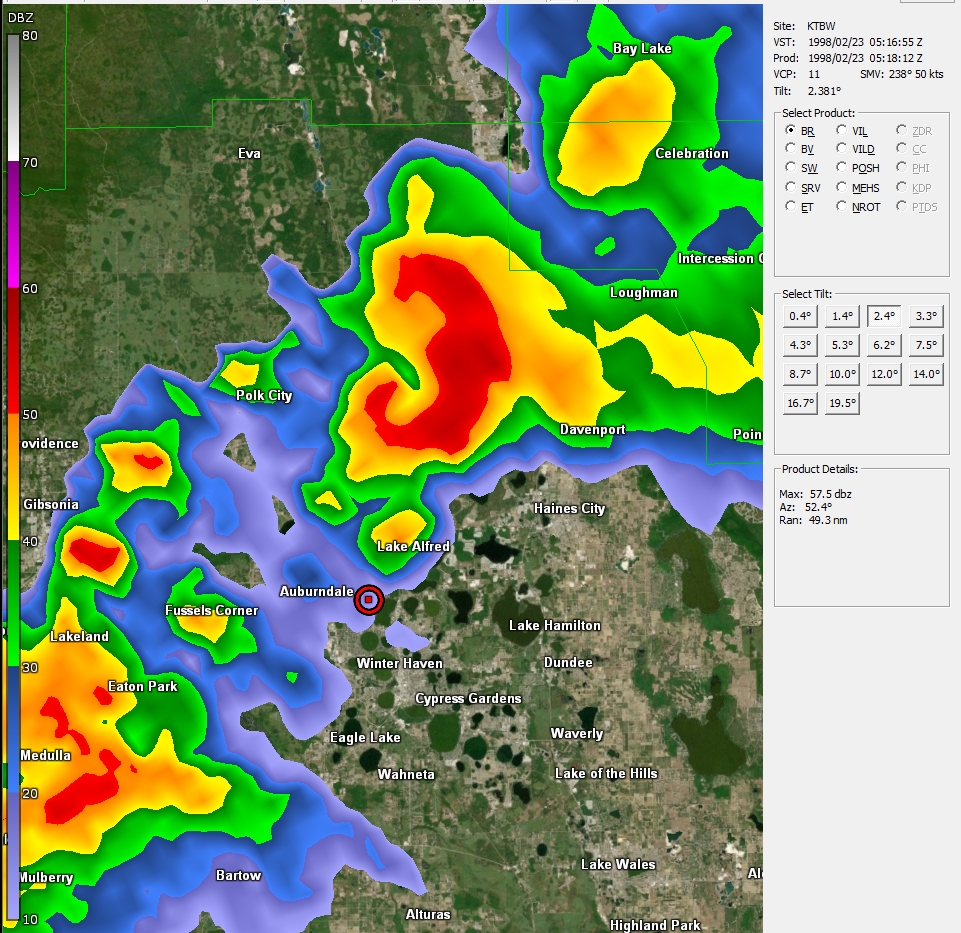 DBZ
80
70
60
50
40
30
20
10
Bay Lake
Eva
Celebration
Intercession C
Loughman
Polk City
Davenport
Poin
ovidence
Gibsonia
Haines City
Lake Alfred
Auburndale
Fussels Corner
Lake Hamilton
Lakeland
Winter Haven
Dundee
Eaton Park
Cypress Gardens
Eagle Lake
Waverly
Medulla
Wahneta
Lake of the Hills
Mulberry
Bartow
Lake Wales
Al
Alturas
Highland Park
Site: KTBW
VST: 1998/02/23 05:16:55 Z
Prod: 1998/02/23 05:18:12 Z
VCP: 11 SMV: 238° 50 kts
Tilt: 2.381°
Select Product:
BR VIL ZDR
BV VILD CC
SW POSH PHI
SRV MEHS KDP
ET NROT PTDS
Select Tilt:
0.4° 1.4° 2.4° 3.3°
4.3° 5.3° 6.2° 7.5°
8.7° 10.0° 12.0° 14.0°
16.7° 19.5°
Product Details:
Max: 57.5 dbz
Az: 52.4°
Ran: 49.3 nm